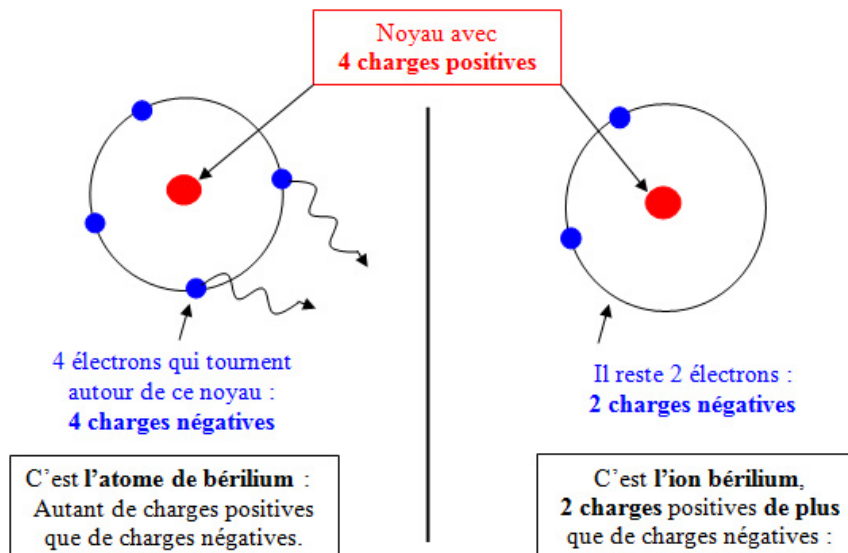 Noyau avec
4 charges positives
4 électrons qui tournent
autour de ce noyau :
4 charges négatives
Il reste 2 électrons :
2 charges négatives
C’est l’atome de bérilium :
Autant de charges positives
que de charges négatives.
C’est l’ion bérilium,
2 charges positives de plus
que de charges négatives :